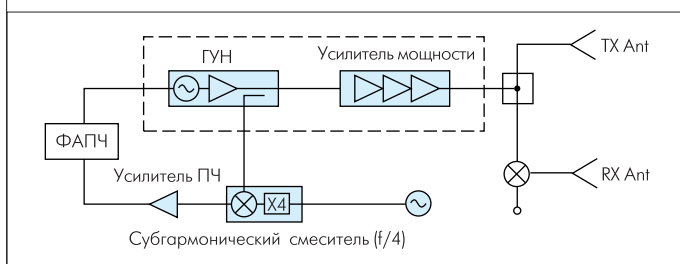 ГУН
Усилитель мощности
TX Ant
ФАПЧ
Усилитель ПЧ
X4
RX Ant
Субгармонический смеситель (f/4)